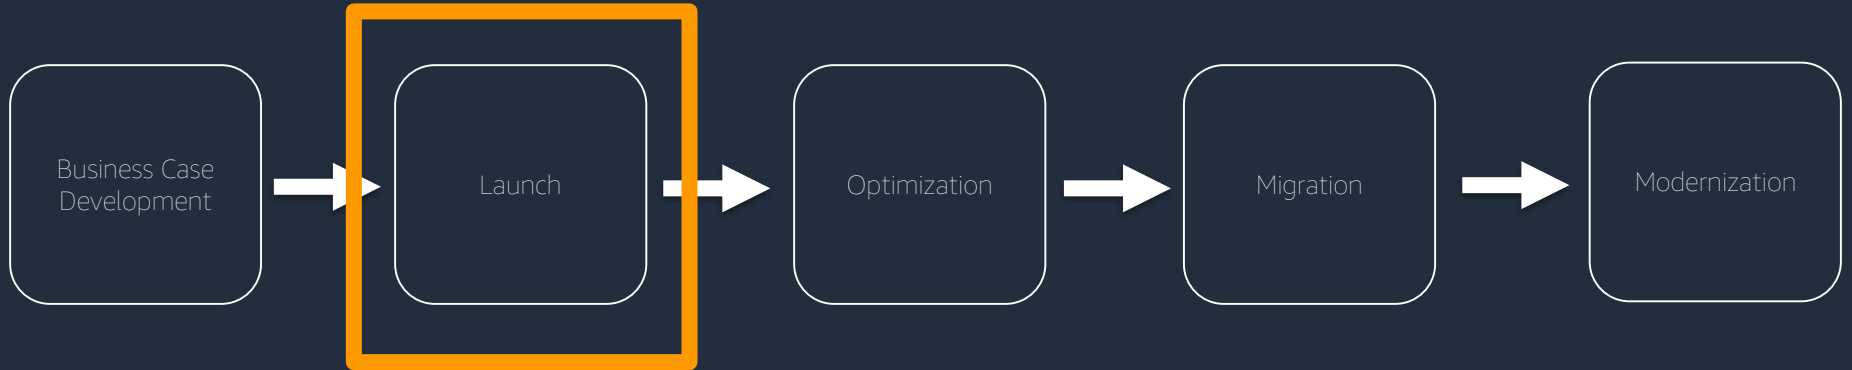 Business Case
Development
Launch
Optimization
Migration
Modernization